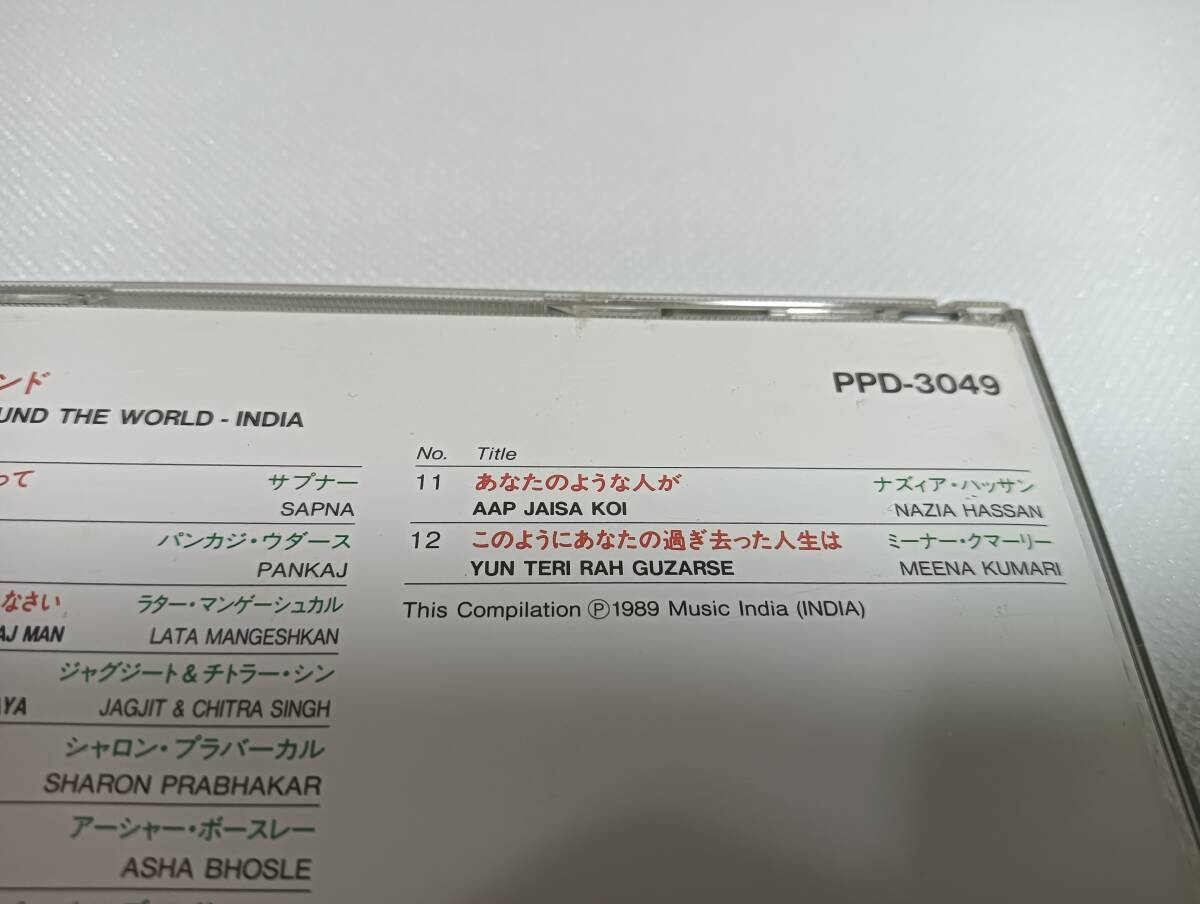 ンド
UND THE WORLD - INDIA
って サプナー
SAPNA
パンカジ・ウダース
PANKAJ
なさい ラター・マンゲーシュカル
AJ MAN LATA MANGESHKAN
ジャグジート&チトラー・シン
AYA JAGJIT & CHITRA SINGH
シャロン・プラバーカル
SHARON PRABHAKAR
アーシャー・ボースレー
ASHA BHOSLE
PPD-3049
No. Title
11 あなたのような人が ナズィア・ハッサン
AAP JAISA KOI NAZIA HASSAN
12 このようにあなたの過ぎ去った人生は ミーナー・クマーリー
YUN TERI RAH GUZARSE MEENA KUMARI
This Compilation Ⓟ1989 Music India (INDIA)